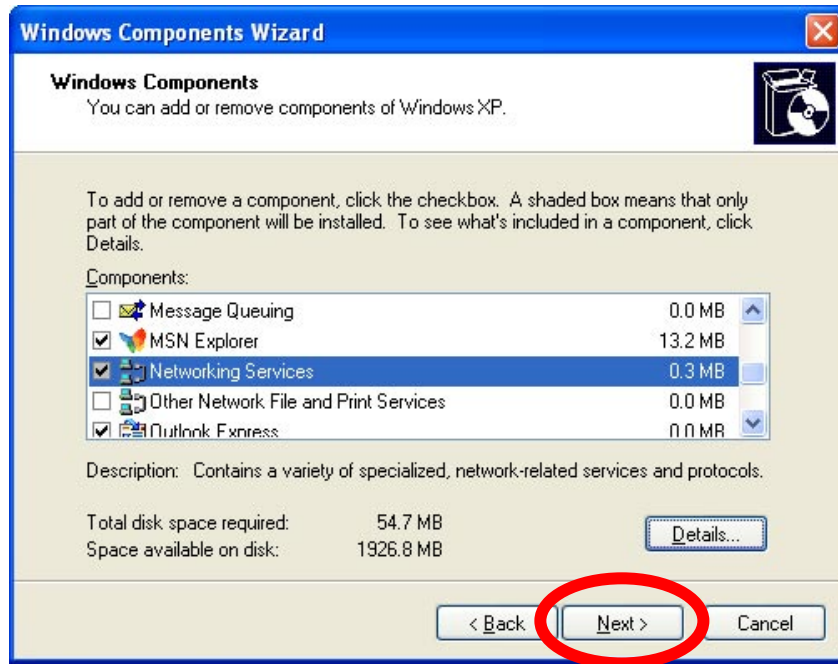 Windows Components Wizard
Windows Components
You can add or remove components of Windows XP.
To add or remove a component, click the checkbox. A shaded box means that only
part of the component will be installed. To see what's included in a component, click
Details.
Components:
Message Queuing 0.0 MB
MSN Explorer 13.2 MB
Networking Services 0.3 MB
Other Network File and Print Services 0.0 MB
Outlook Express 0.0 MB
Description: Contains a variety of specialized, network-related services and protocols.
Total disk space required: 54.7 MB
Space available on disk: 1926.8 MB
Details...
< Back Next > Cancel